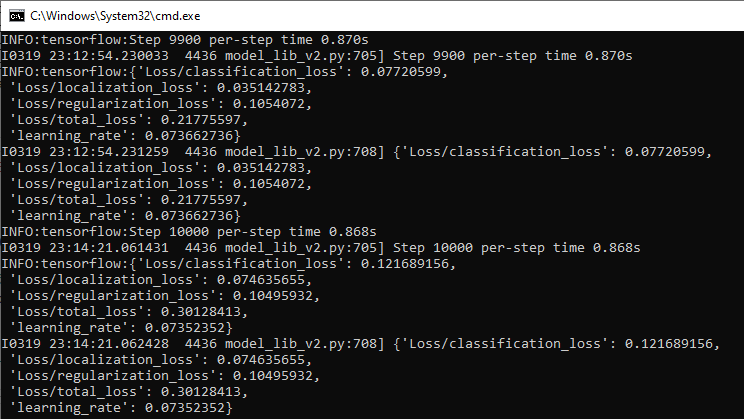 C:\Windows\System32\cmd.exe
INFO:tensorflow:Step 9900 per-step time 0.870s
I0319 23:12:54.230033  4436 model_lib_v2.py:705] Step 9900 per-step time 0.870s
INFO:tensorflow:{'Loss/classification_loss': 0.07720599,
 'Loss/localization_loss': 0.035142783,
 'Loss/regularization_loss': 0.1054072,
 'Loss/total_loss': 0.21775597,
 'learning_rate': 0.073662736}
I0319 23:12:54.231259  4436 model_lib_v2.py:708] {'Loss/classification_loss': 0.07720599,
 'Loss/localization_loss': 0.035142783,
 'Loss/regularization_loss': 0.1054072,
 'Loss/total_loss': 0.21775597,
 'learning_rate': 0.073662736}
INFO:tensorflow:Step 10000 per-step time 0.868s
I0319 23:14:21.061431  4436 model_lib_v2.py:705] Step 10000 per-step time 0.868s
INFO:tensorflow:{'Loss/classification_loss': 0.121689156,
 'Loss/localization_loss': 0.074635655,
 'Loss/regularization_loss': 0.10495932,
 'Loss/total_loss': 0.30128413,
 'learning_rate': 0.07352352}
I0319 23:14:21.062428  4436 model_lib_v2.py:708] {'Loss/classification_loss': 0.121689156,
 'Loss/localization_loss': 0.074635655,
 'Loss/regularization_loss': 0.10495932,
 'Loss/total_loss': 0.30128413,
 'learning_rate': 0.07352352}